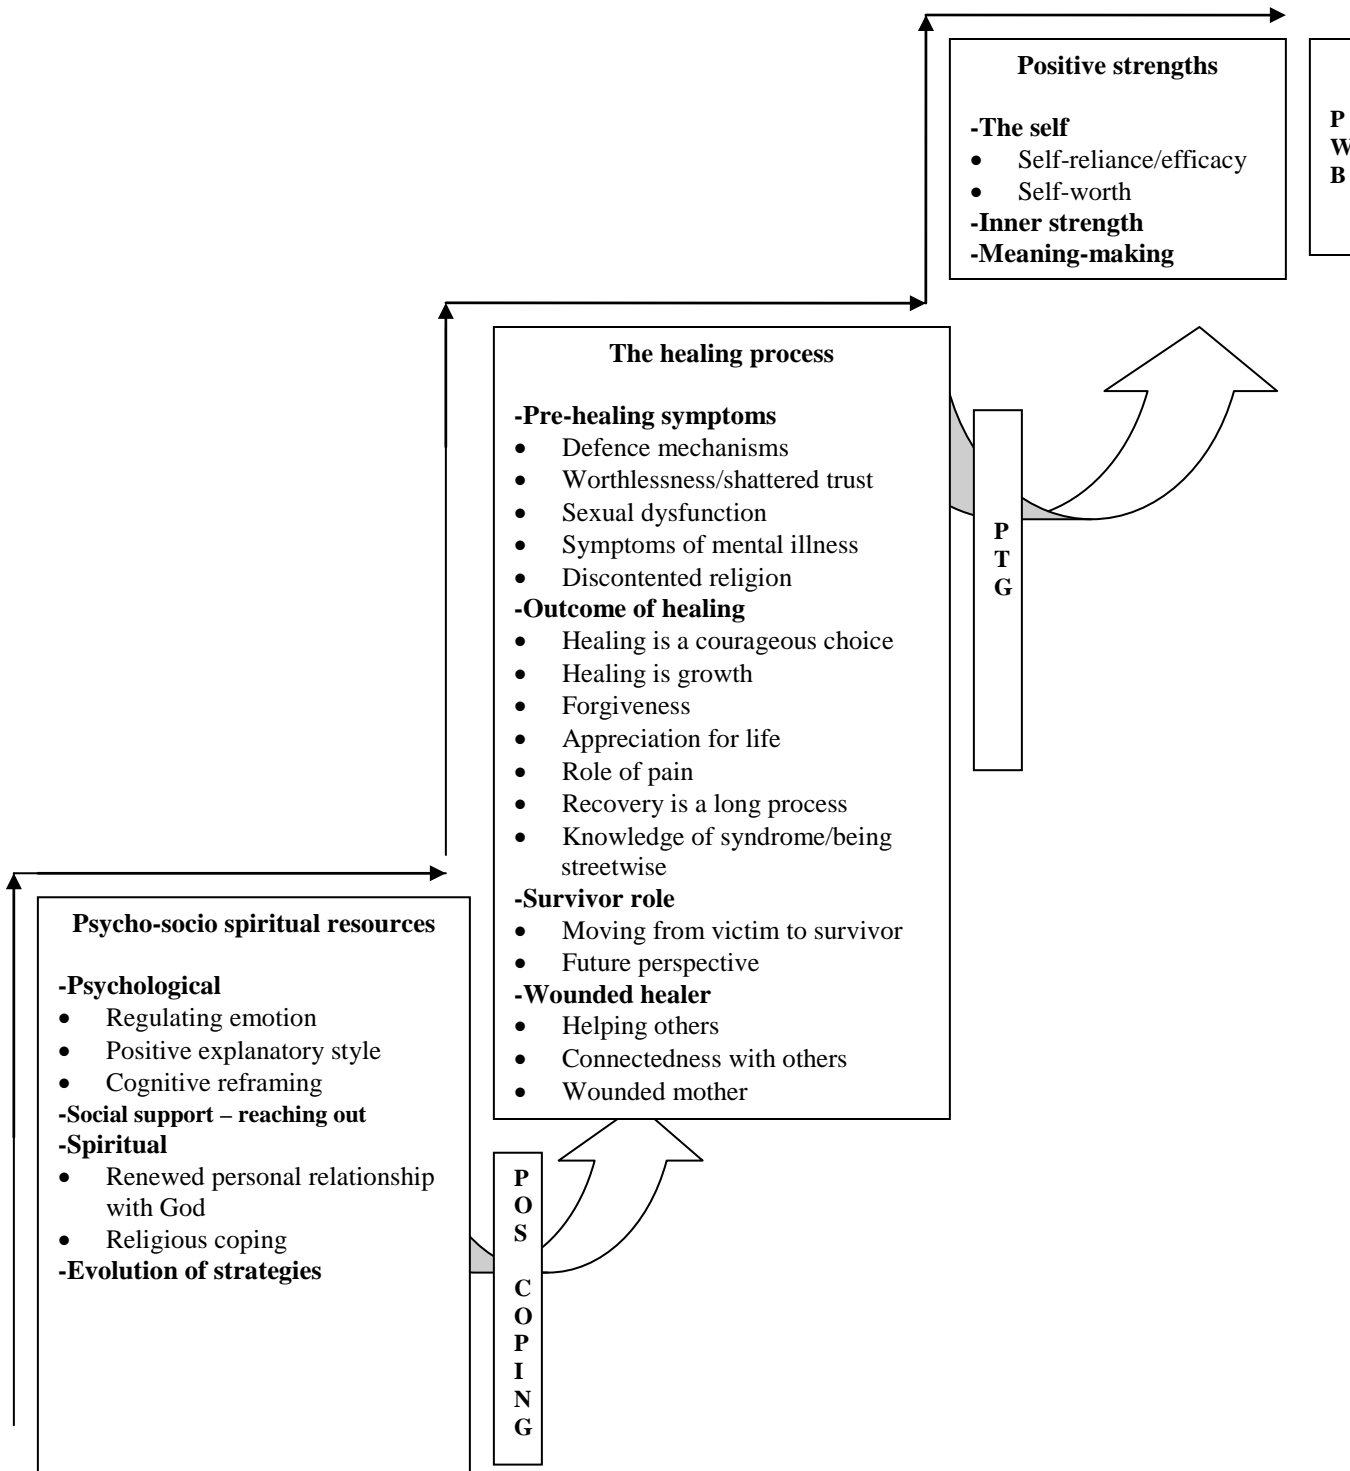 Positive strengths
-The self
• Self-reliance/efficacy
• Self-worth
-Inner strength
-Meaning-making
P
W
B
The healing process
-Pre-healing symptoms
• Defence mechanisms
• Worthlessness/shattered trust
• Sexual dysfunction
• Symptoms of mental illness
• Discontented religion
-Outcome of healing
• Healing is a courageous choice
• Healing is growth
• Forgiveness
• Appreciation for life
• Role of pain
• Recovery is a long process
• Knowledge of syndrome/being
streetwise
-Survivor role
• Moving from victim to survivor
• Future perspective
-Wounded healer
• Helping others
• Connectedness with others
• Wounded mother
P
T
G
Psycho-socio spiritual resources
-Psychological
• Regulating emotion
• Positive explanatory style
• Cognitive reframing
-Social support – reaching out
-Spiritual
• Renewed personal relationship
with God
• Religious coping
-Evolution of strategies
P
O
S
C
O
P
I
N
G